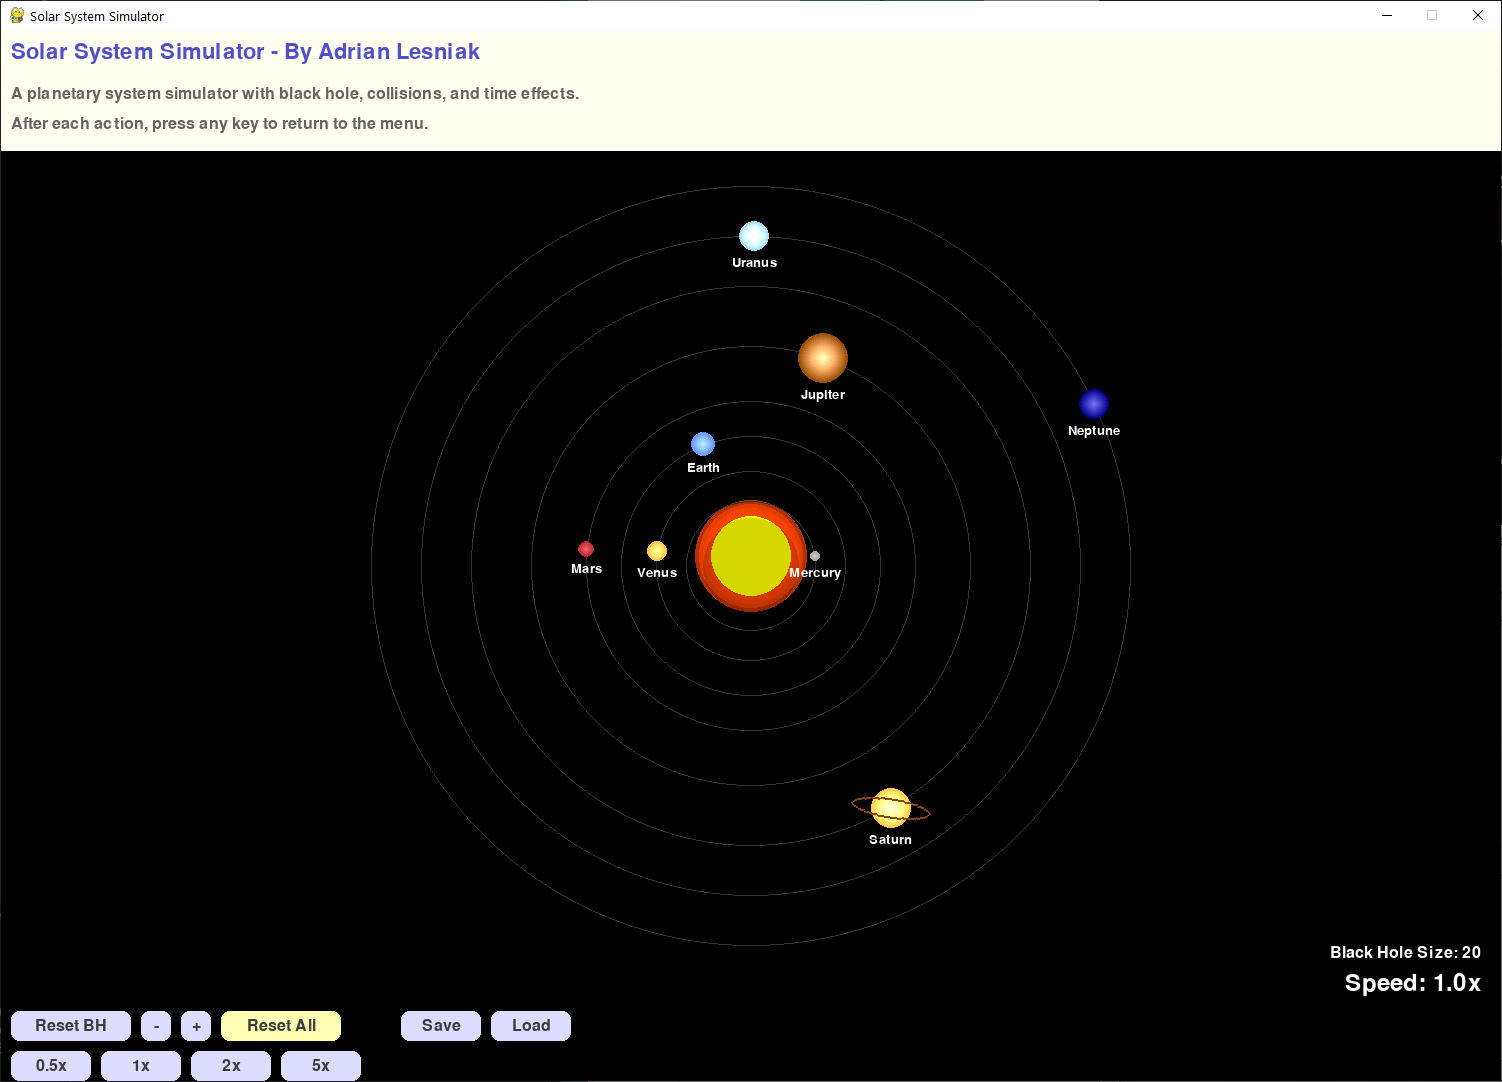 Solar System Simulator
Solar System Simulator - By Adrian Lesniak
A planetary system simulator with black hole, collisions, and time effects.
After each action, press any key to return to the menu.
Uranus
Jupiter
Neptune
Earth
Mars
Venus
Mercury
Saturn
Black Hole Size: 20
Speed: 1.0x
Reset BH - + Reset All Save Load
0.5x 1x 2x 5x